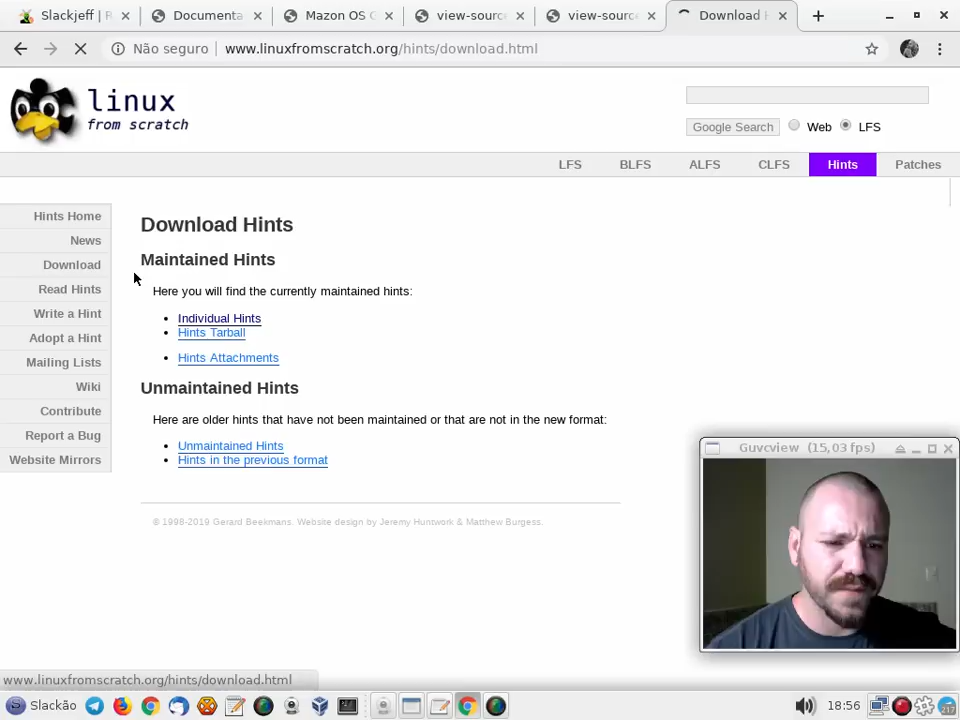 Slackjeff | R
Documenta
Mazon OS G
view-sourc
view-sourc
Download H
Não seguro
www.linuxfromscratch.org/hints/download.html
linux
from scratch
Google Search
Web
LFS
LFS
BLFS
ALFS
CLFS
Hints
Patches
Hints Home
News
Download
Read Hints
Write a Hint
Adopt a Hint
Mailing Lists
Wiki
Contribute
Report a Bug
Website Mirrors
Download Hints
Maintained Hints
Here you will find the currently maintained hints:
Individual Hints
Hints Tarball
Hints Attachments
Unmaintained Hints
Here are older hints that have not been maintained or that are not in the new format:
Unmaintained Hints
Hints in the previous format
© 1998-2019 Gerard Beekmans. Website design by Jeremy Huntwork & Matthew Burgess.
Guvcview (15,03 fps)
www.linuxfromscratch.org/hints/download.html
Slackão
18:56
217